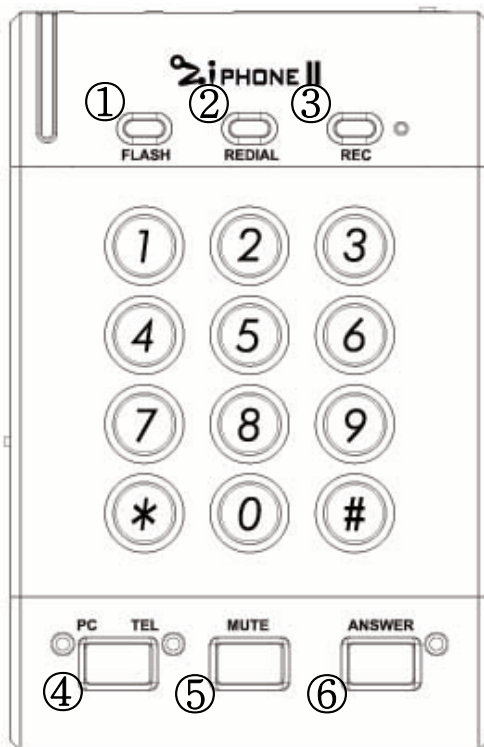 ZiPHONE II
① ② ③
FLASH REDIAL REC
1 2 3
4 5 6
7 8 9
* 0 #
PC TEL MUTE ANSWER
④ ⑤ ⑥